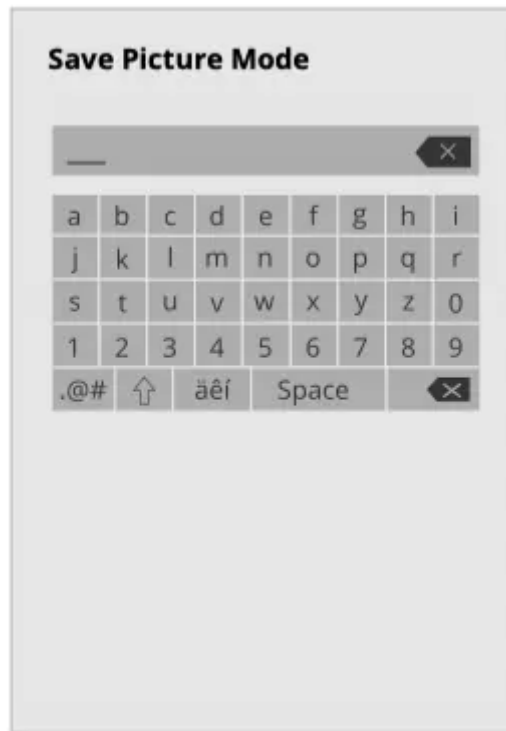 Save Picture Mode
a b c d e f g h i
j k l m n o p q r
s t u v w x y z 0
1 2 3 4 5 6 7 8 9
.@# äêí Space